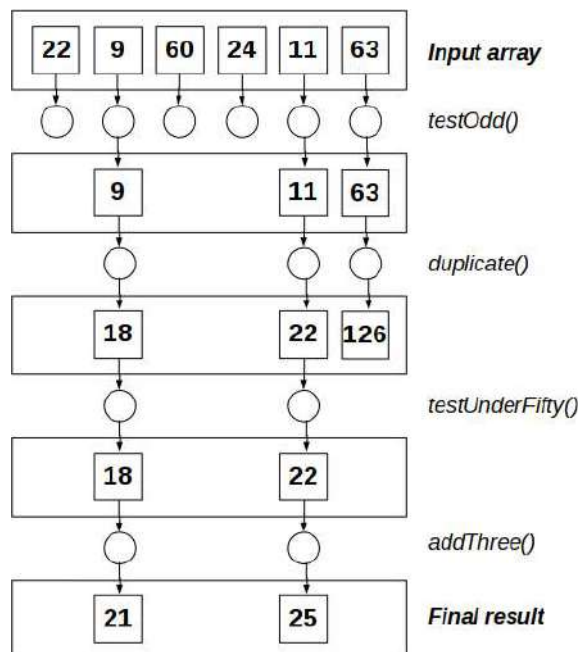 22 9 60 24 11 63 Input array
testOdd()
9 11 63
duplicate()
18 22 126
testUnderFifty()
18 22
addThree()
21 25 Final result